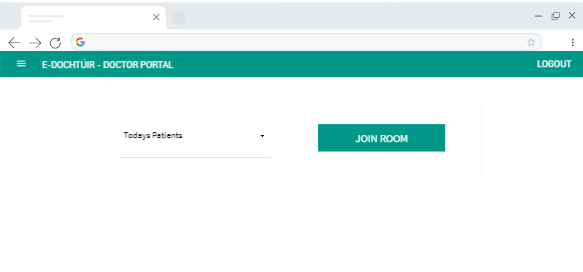 E-DOCHTÚIR - DOCTOR PORTAL
LOGOUT
Todays Patients
JOIN ROOM